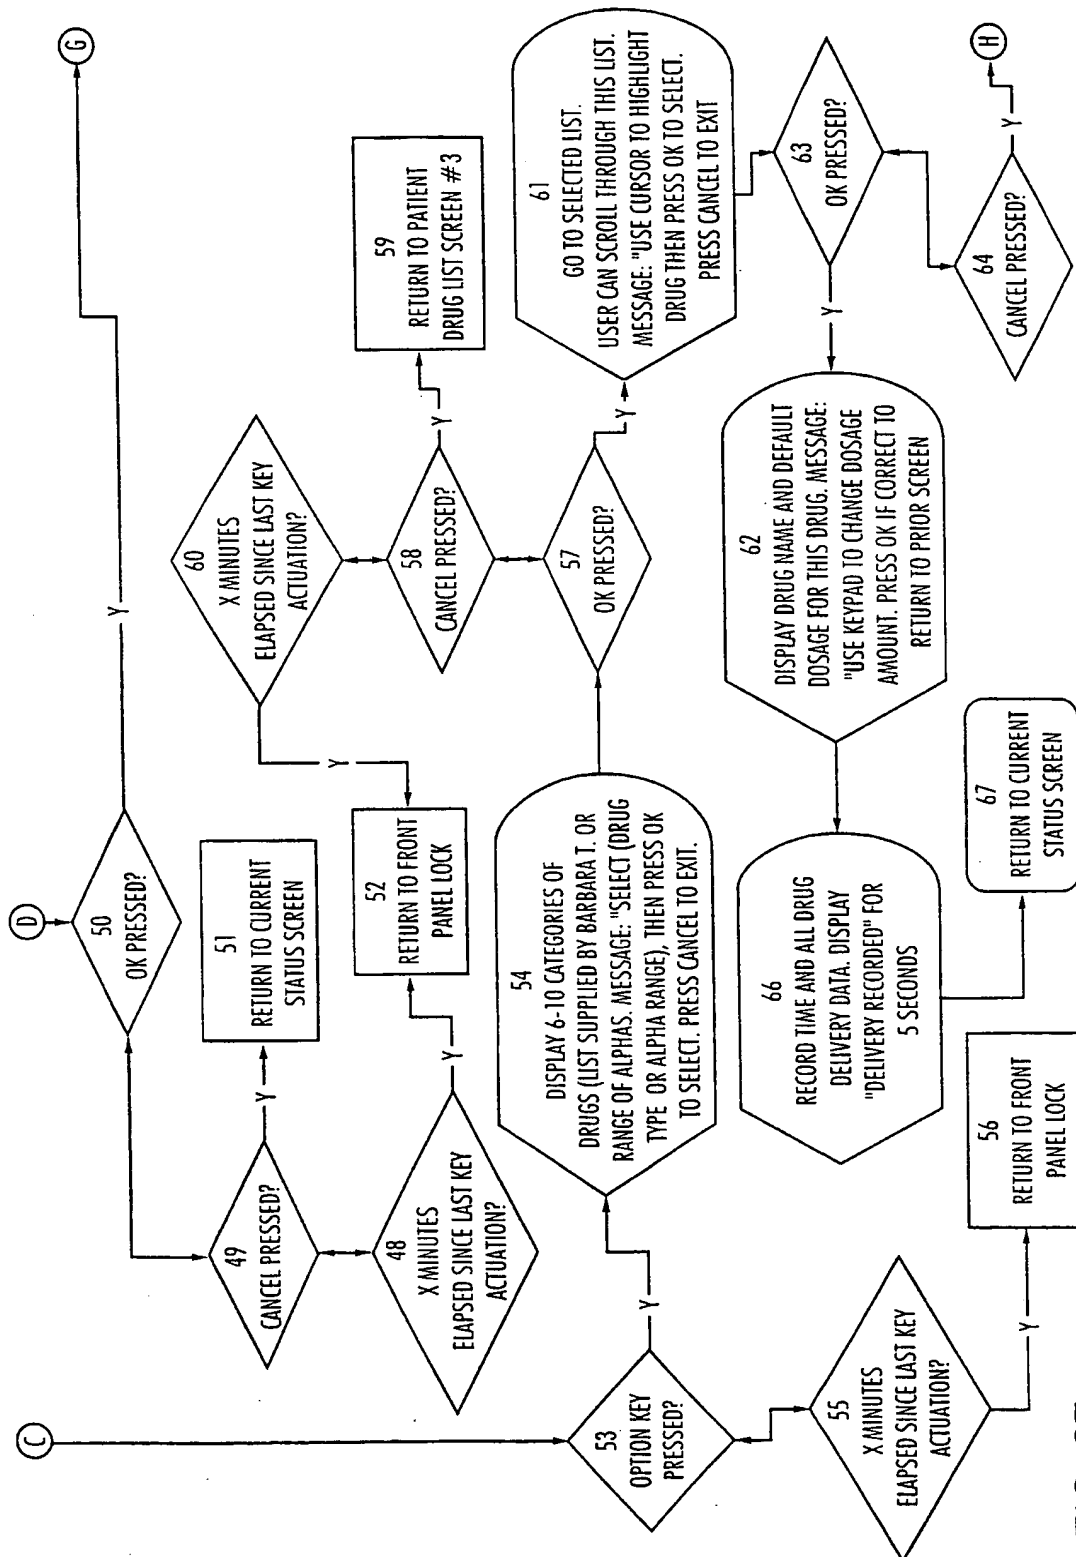 C
D
G
50
OK PRESSED?
Y
49
CANCEL PRESSED?
Y
51
RETURN TO CURRENT
STATUS SCREEN
48
X MINUTES
ELAPSED SINCE LAST KEY
ACTUATION?
Y
52
RETURN TO FRONT
PANEL LOCK
60
X MINUTES
ELAPSED SINCE LAST KEY
ACTUATION?
Y
58
CANCEL PRESSED?
Y
59
RETURN TO PATIENT
DRUG LIST SCREEN #3
53
OPTION KEY
PRESSED?
Y
54
DISPLAY 6-10 CATEGORIES OF
DRUGS (LIST SUPPLIED BY BARBARA T. OR
RANGE OF ALPHAS. MESSAGE: "SELECT (DRUG
TYPE OR ALPHA RANGE), THEN PRESS OK
TO SELECT. PRESS CANCEL TO EXIT.
57
OK PRESSED?
Y
61
GO TO SELECTED LIST.
USER CAN SCROLL THROUGH THIS LIST.
MESSAGE: "USE CURSOR TO HIGHLIGHT
DRUG THEN PRESS OK TO SELECT.
PRESS CANCEL TO EXIT
55
X MINUTES
ELAPSED SINCE LAST KEY
ACTUATION?
Y
56
RETURN TO FRONT
PANEL LOCK
66
RECORD TIME AND ALL DRUG
DELIVERY DATA. DISPLAY
"DELIVERY RECORDED" FOR
5 SECONDS
67
RETURN TO CURRENT
STATUS SCREEN
62
DISPLAY DRUG NAME AND DEFAULT
DOSAGE FOR THIS DRUG. MESSAGE:
"USE KEYPAD TO CHANGE DOSAGE
AMOUNT. PRESS OK IF CORRECT TO
RETURN TO PRIOR SCREEN
Y
63
OK PRESSED?
64
CANCEL PRESSED?
Y
H